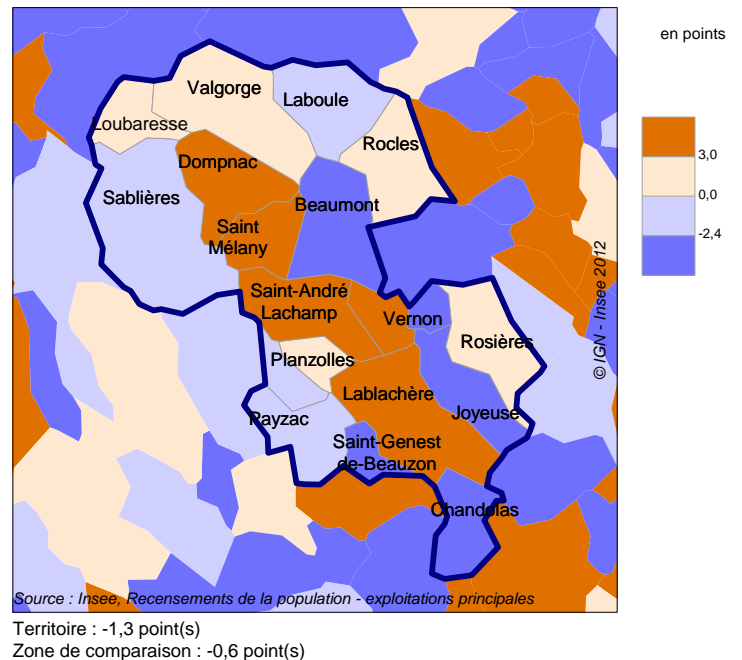 en points
Valgorge
Laboule
Loubaresse
Rocles
Dompnac
3,0
0,0
-2,4
Sablières
Beaumont
Saint
Mélany
© IGN - Insee 2012
Saint-André
Lachamp
Vernon
Rosières
Planzolles
Lablachère
Payzac
Joyeuse
Saint-Genest
de-Beauzon
Chandolas
Source : Insee, Recensements de la population - exploitations principales
Territoire : -1,3 point(s)
Zone de comparaison : -0,6 point(s)